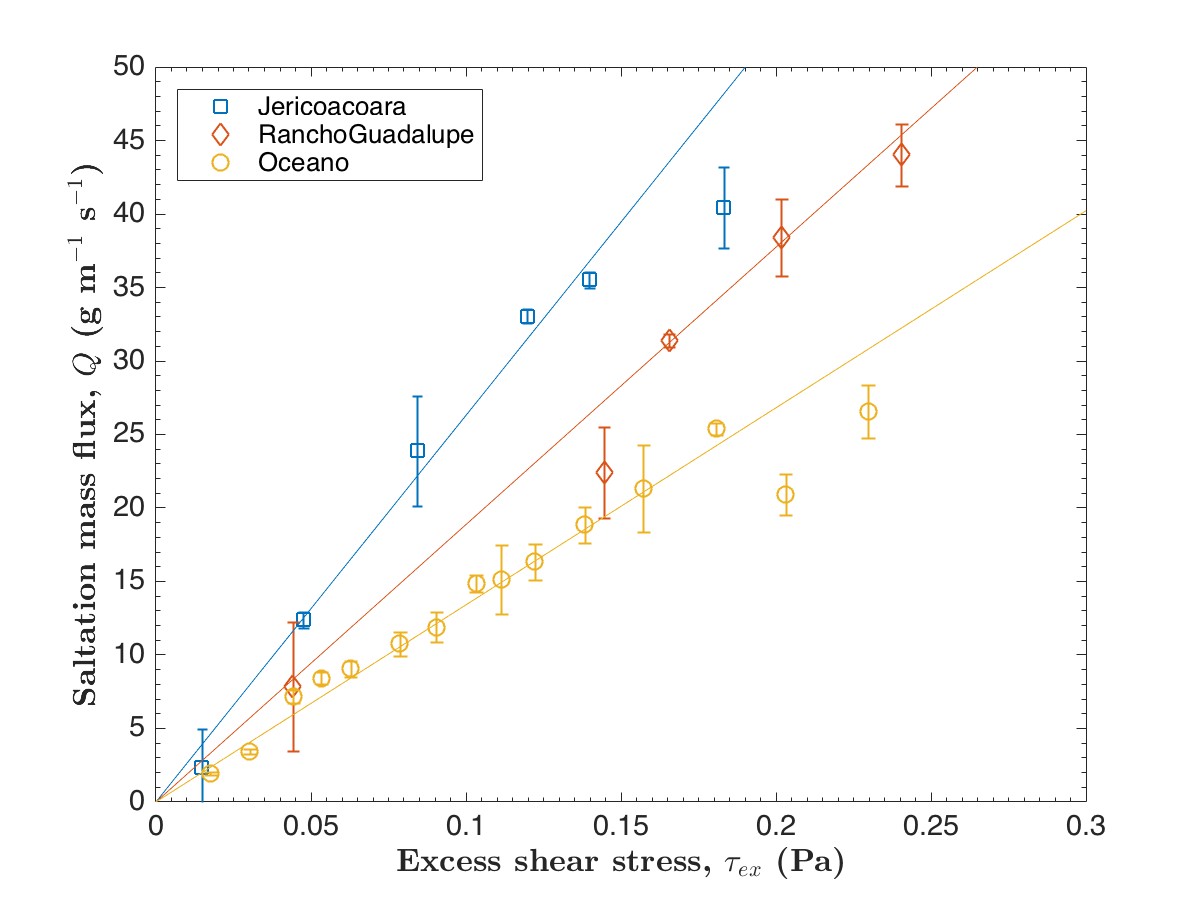 50
45
40
35
30
25
20
15
10
5
0
Saltation mass flux, Q (g m⁻¹ s⁻¹)
Jericoacoara
RanchoGuadalupe
Oceano
0 0.05 0.1 0.15 0.2 0.25 0.3
Excess shear stress, τₑₓ (Pa)